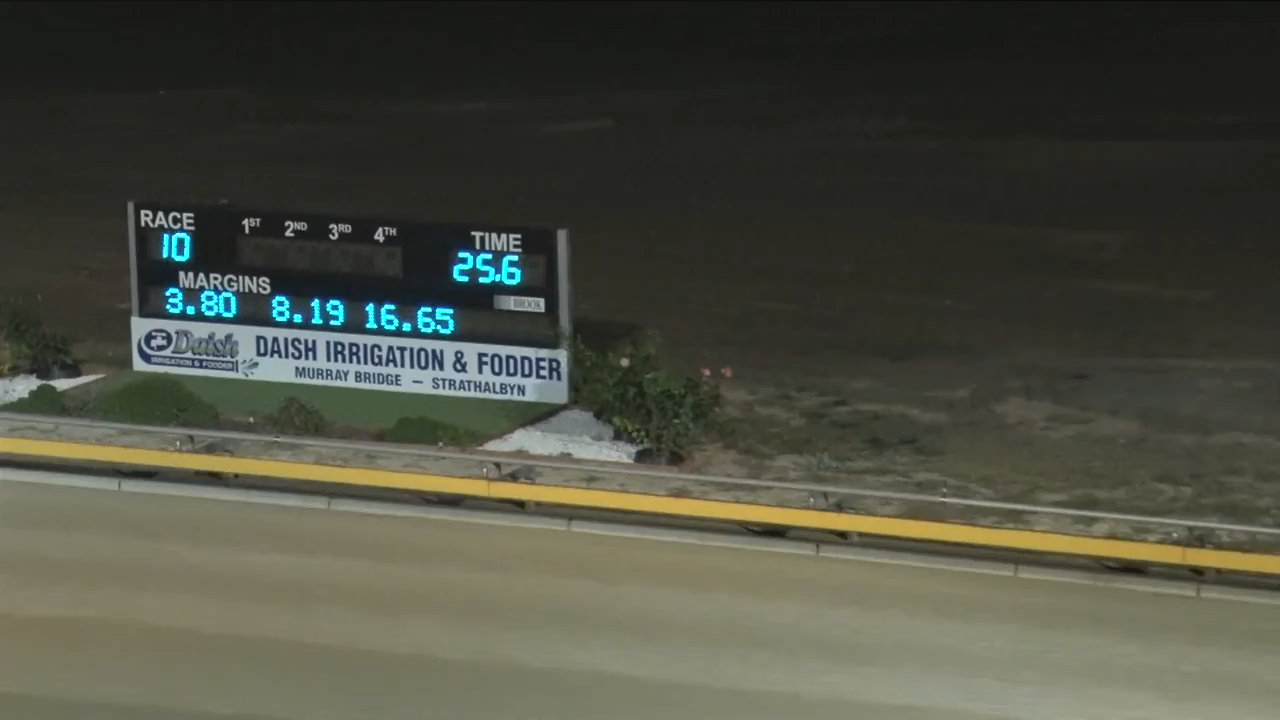 RACE 1ST 2ND 3RD 4TH TIME
10 25.6
MARGINS
3.80 8.19 16.65
BROOK
Daish
IRRIGATION & FODDER
DAISH IRRIGATION & FODDER
MURRAY BRIDGE – STRATHALBYN